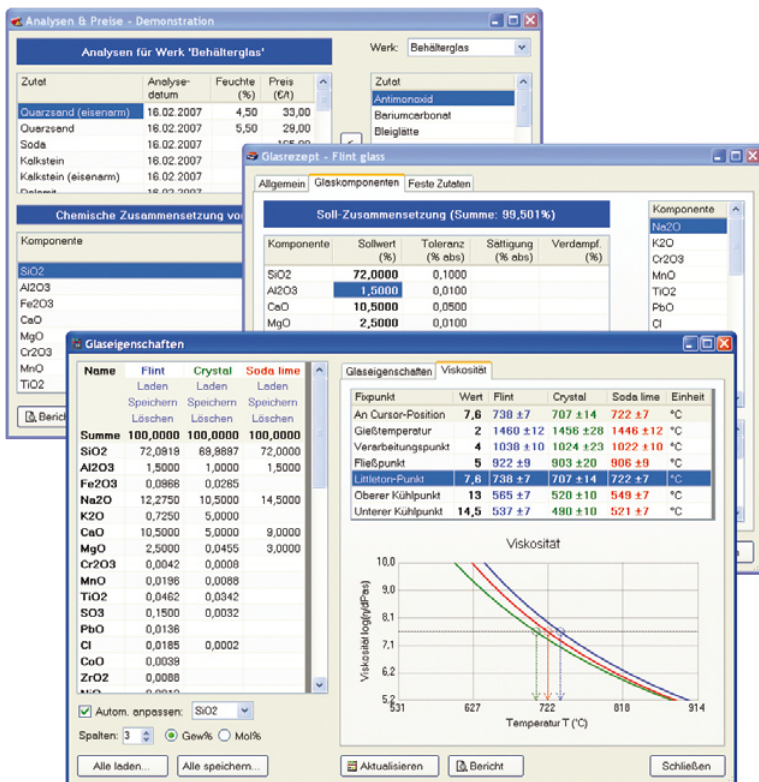 Analysen & Preise - Demonstration
Analysen für Werk 'Behälterglas'
Werk: Behälterglas
Zutat Analyse-datum Feuchte (%) Preis (€/t)
Quarzsand (eisenarm) 16.02.2007 4,50 33,00
Quarzsand 16.02.2007 5,50 29,00
Soda 16.02.2007
Kalkstein 16.02.2007
Kalkstein (eisenarm) 16.02.2007
Dolomit 16.02.2007
Zutat
Antimonoxid
Bariumcarbonat
Bleiglätte
Chemische Zusammensetzung von
Komponente
SiO2
Al2O3
Fe2O3
CaO
MgO
Cr2O3
MnO
TiO2
Glasrezept - Flint glass
Allgemein Glaskomponenten Feste Zutaten
Soll-Zusammensetzung (Summe: 99,501%)
Komponente Sollwert (%) Toleranz (% abs) Sättigung (% abs) Verdampf. (%)
SiO2 72,0000 0,1000
Al2O3 1,5000 0,0100
CaO 10,5000 0,0500
MgO 2,5000 0,0100
Komponente
Na2O
K2O
Cr2O3
MnO
TiO2
PbO
Cl
Glaseigenschaften
Name Flint Crystal Soda lime
Laden Laden Laden
Speichern Speichern Speichern
Löschen Löschen Löschen
Summe 100,0000 100,0000 100,0000
SiO2 72,0919 68,9897 72,0000
Al2O3 1,5000 1,0000 1,5000
Fe2O3 0,0966 0,0265
Na2O 12,2750 10,5000 14,5000
K2O 0,7250 5,0000
CaO 10,5000 5,0000 9,0000
MgO 2,5000 0,0455 3,0000
Cr2O3 0,0042 0,0008
MnO 0,0196 0,0088
TiO2 0,0462 0,0342
SO3 0,1500 0,0032
PbO 0,0136
Cl 0,0185 0,0002
CoO 0,0039
ZrO2 0,0088
Autom. anpassen: SiO2
Spalten: 3 Gew% Mol%
Alle laden... Alle speichern...
Glaseigenschaften Viskosität
Fixpunkt Wert Flint Crystal Soda lime Einheit
An Cursor-Position 7,6 738 ±7 707 ±14 722 ±7 °C
Gießtemperatur 2 1460 ±12 1456 ±28 1446 ±12 °C
Verarbeitungspunkt 4 1038 ±10 1024 ±23 1022 ±10 °C
Fließpunkt 5 922 ±9 903 ±20 906 ±9 °C
Littleton-Punkt 7,6 738 ±7 707 ±14 722 ±7 °C
Oberer Kühlpunkt 13 565 ±7 520 ±10 549 ±7 °C
Unterer Kühlpunkt 14,5 537 ±7 490 ±10 521 ±7 °C
Viskosität
Viskosität log(η/dPas)
10,0
9,0
8,1
7,1
6,2
5,2
531 627 722 818 914
Temperatur T (°C)
Aktualisieren Bericht Schließen